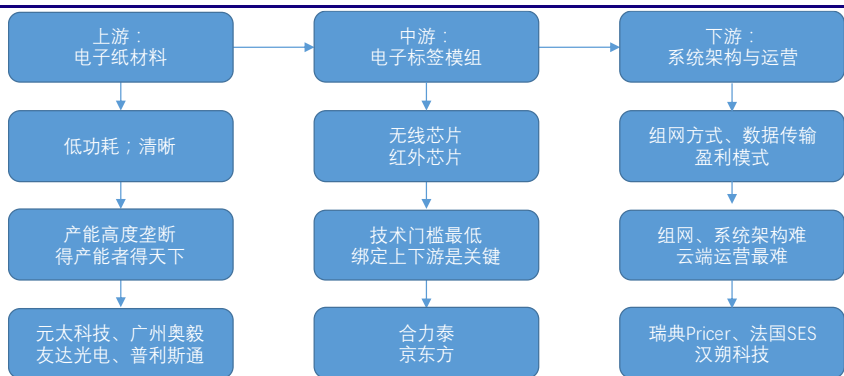 上游：
电子纸材料
中游：
电子标签模组
下游：
系统架构与运营
低功耗；清晰
无线芯片
红外芯片
组网方式、数据传输
盈利模式
产能高度垄断
得产能者得天下
技术门槛最低
绑定上下游是关键
组网、系统架构难
云端运营最难
元太科技、广州奥毅
友达光电、普利斯通
合力泰
京东方
瑞典Pricer、法国SES
汉朔科技